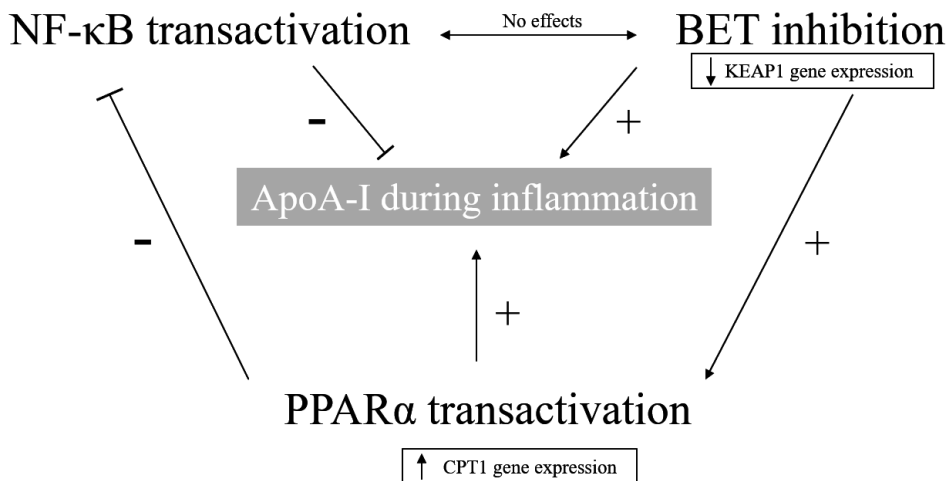 NF-κB transactivation
No effects
BET inhibition
↓ KEAP1 gene expression
-
+
ApoA-I during inflammation
-
+
+
PPARα transactivation
↑ CPT1 gene expression